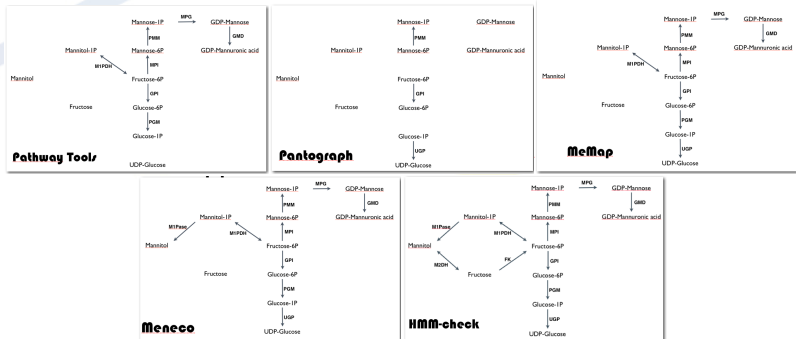 MPG
Mannose-1P
GDP-Mannose
PMM
GMD
Mannitol-1P
Mannose-6P
GDP-Mannuronic acid
M1PDH
MPI
Mannitol
Fructose-6P
GPI
Fructose
Glucose-6P
PGM
Glucose-1P
Pathway Tools
UDP-Glucose
Mannose-1P
GDP-Mannose
PMM
Mannitol-1P
Mannose-6P
GDP-Mannuronic acid
Mannitol
Fructose-6P
GPI
Fructose
Glucose-6P
Glucose-1P
UGP
Pantograph
UDP-Glucose
MPG
Mannose-1P
GDP-Mannose
PMM
GMD
Mannitol-1P
Mannose-6P
GDP-Mannuronic acid
M1PDH
MPI
Mannitol
Fructose-6P
GPI
Fructose
Glucose-6P
PGM
Glucose-1P
UGP
MeMap
UDP-Glucose
MPG
Mannose-1P
GDP-Mannose
PMM
GMD
Mannitol-1P
Mannose-6P
GDP-Mannuronic acid
M1Pase
M1PDH
MPI
Mannitol
Fructose-6P
GPI
Fructose
Glucose-6P
PGM
Glucose-1P
UGP
Meneco
UDP-Glucose
MPG
Mannose-1P
GDP-Mannose
PMM
GMD
Mannitol-1P
Mannose-6P
GDP-Mannuronic acid
M1Pase
M1PDH
MPI
Mannitol
Fructose-6P
M2DH
FK
GPI
Fructose
Glucose-6P
PGM
Glucose-1P
UGP
HMM-check
UDP-Glucose